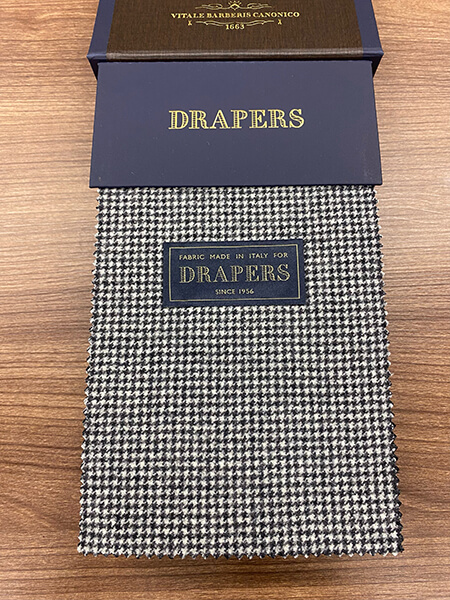 VITALE BARBERIS CANONICO
1663
DRAPERS
FABRIC MADE IN ITALY FOR
DRAPERS
SINCE 1956